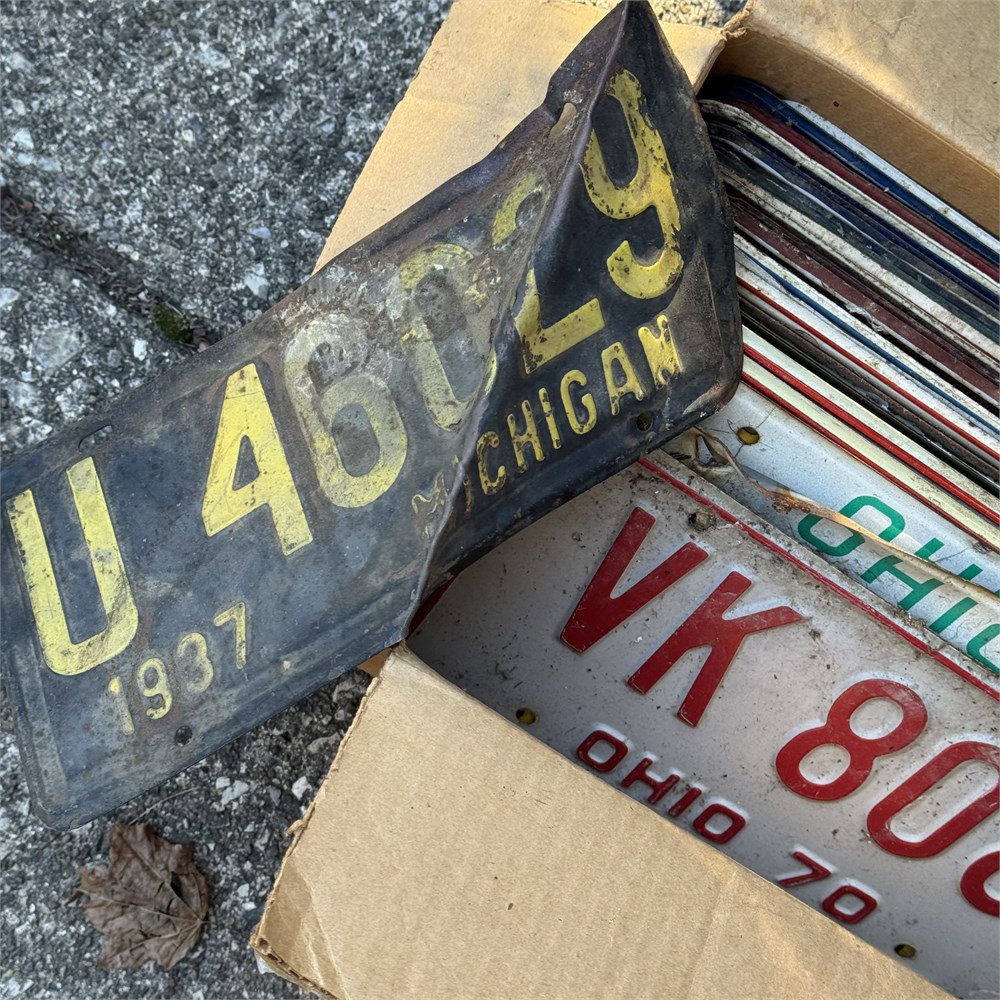 U 46029
1937 MICHIGAN
OHIO
VK 80
OHIO 70